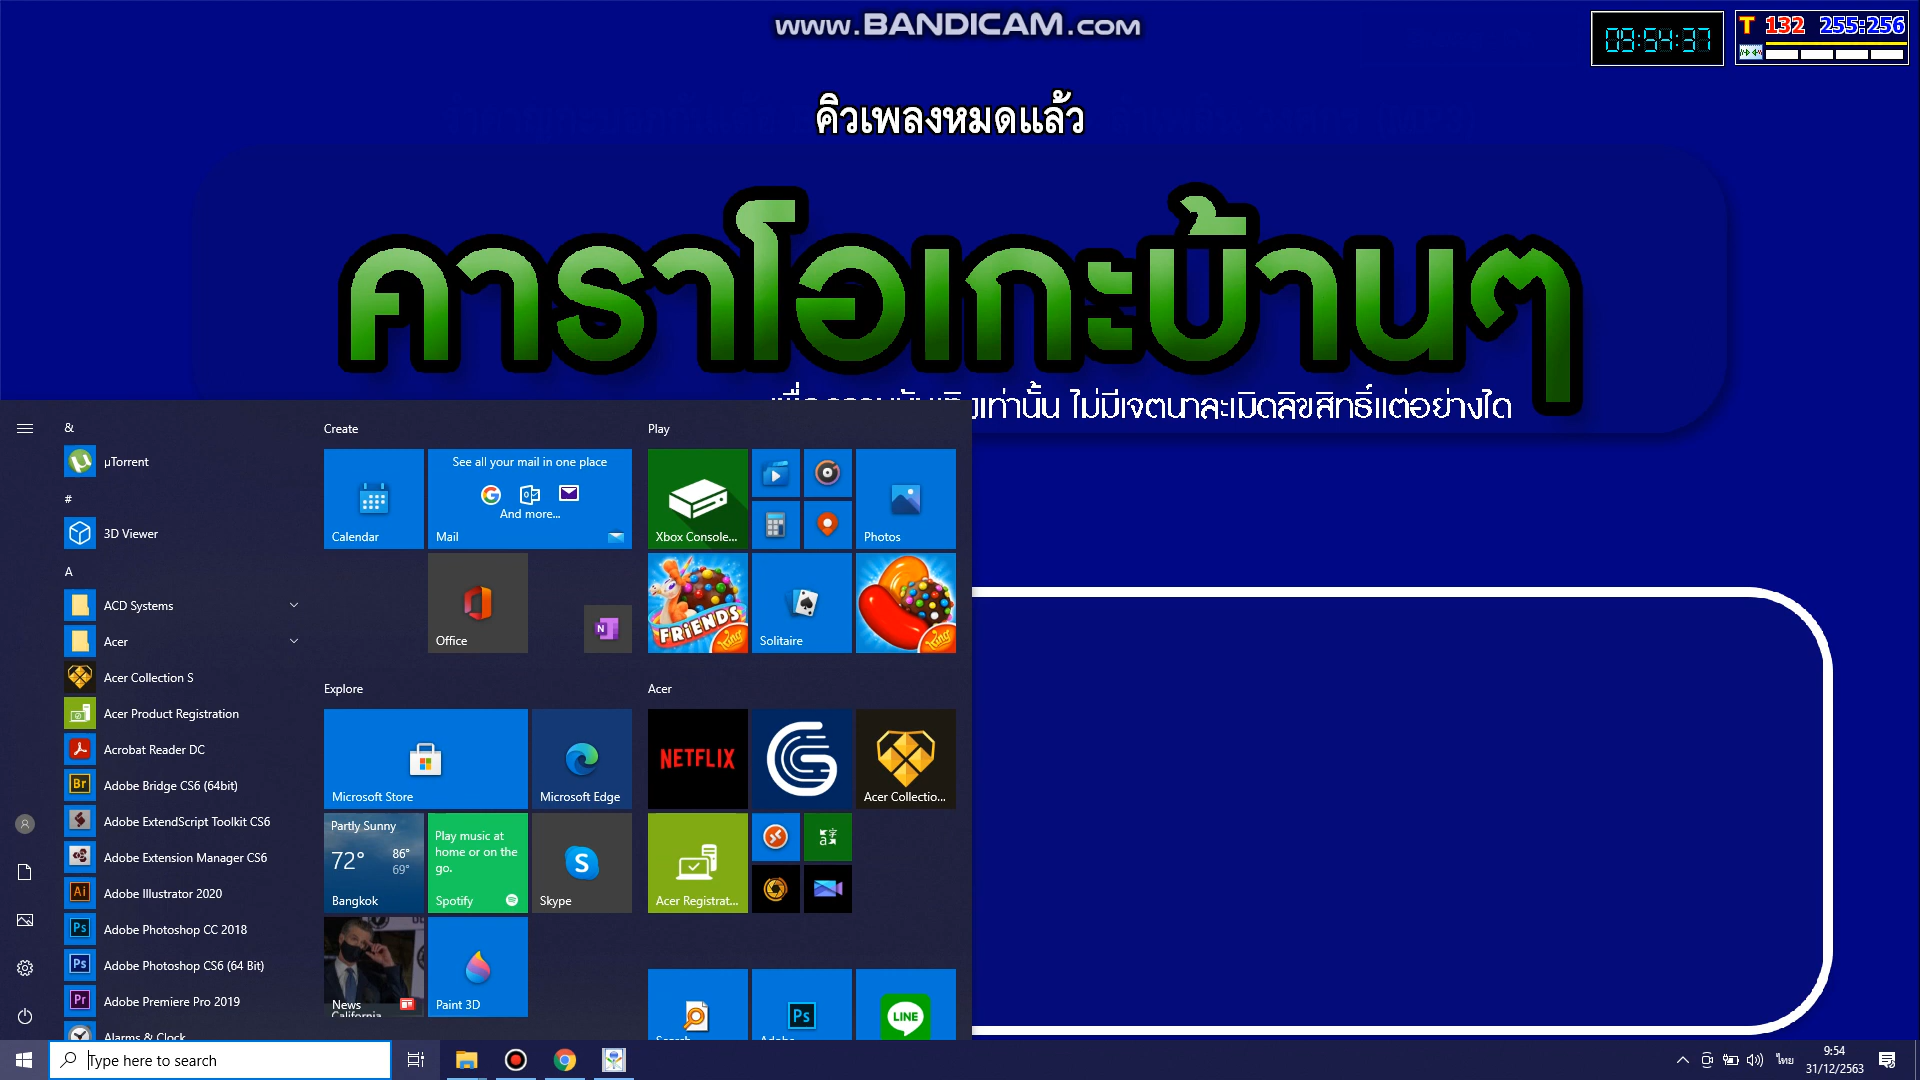 www.BANDICAM.com
09:54:37
T 132 255:256
คิวเพลงหมดแล้ว
คาราโอเกะบ้านๆ
เท่านั้น ไม่มีเจตนาละเมิดลิขสิทธิ์แต่อย่างใด
&
µTorrent
#
3D Viewer
A
ACD Systems
Acer
Acer Collection S
Acer Product Registration
Acrobat Reader DC
Adobe Bridge CS6 (64bit)
Adobe ExtendScript Toolkit CS6
Adobe Extension Manager CS6
Adobe Illustrator 2020
Adobe Photoshop CC 2018
Adobe Photoshop CS6 (64 Bit)
Adobe Premiere Pro 2019
Alarms & Clock
Create
Calendar
See all your mail in one place
And more...
Mail
Office
Explore
Microsoft Store
Microsoft Edge
Partly Sunny
72° 86°
69°
Bangkok
Play music at
home or on the
go.
Spotify
Skype
News
California
Paint 3D
Play
Xbox Console...
Photos
FRIENDS
King
Solitaire
King
Acer
NETFLIX
Acer Collectio...
Acer Registrat...
Search
Adobe
LINE
Type here to search
ไทย
9:54
31/12/2563